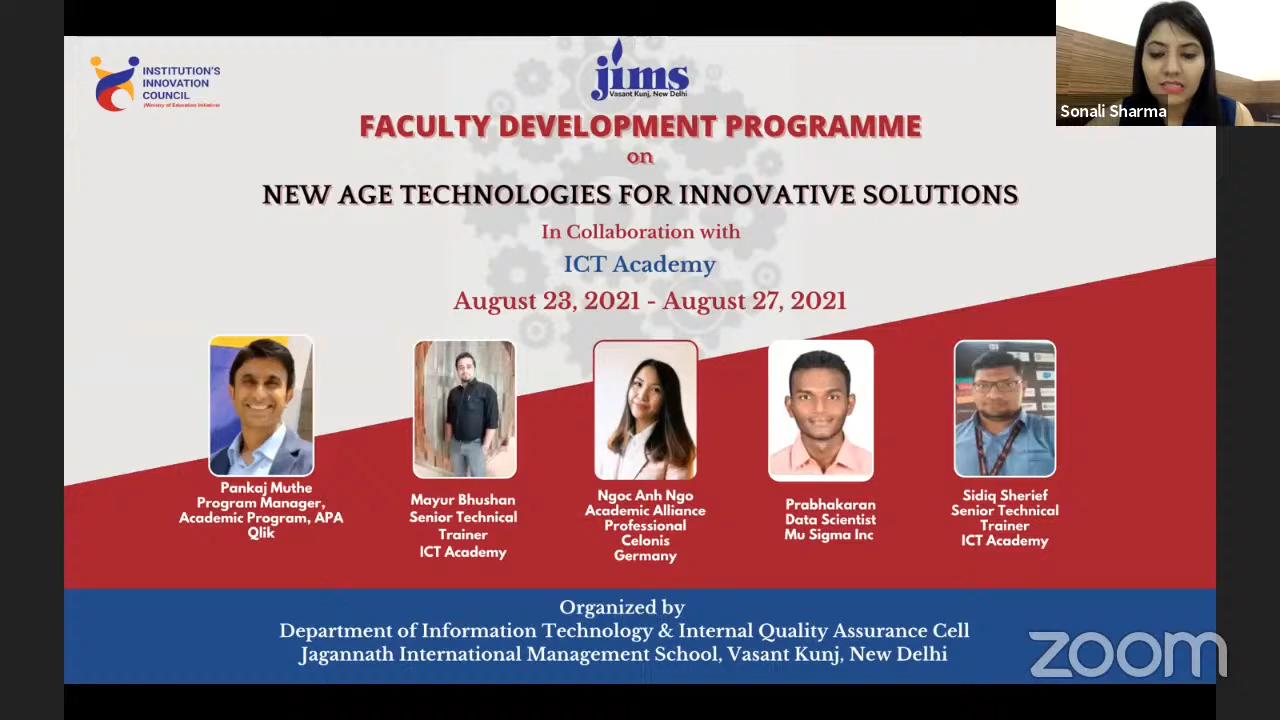 INSTITUTION'S
INNOVATION
COUNCIL
(Ministry of Education Initiative)
jims
Vasant Kunj, New Delhi
Sonali Sharma
FACULTY DEVELOPMENT PROGRAMME
on
NEW AGE TECHNOLOGIES FOR INNOVATIVE SOLUTIONS
In Collaboration with
ICT Academy
August 23, 2021 - August 27, 2021
Pankaj Muthe
Program Manager,
Academic Program, APA
Qlik
Mayur Bhushan
Senior Technical
Trainer
ICT Academy
Ngoc Anh Ngo
Academic Alliance
Professional
Celonis
Germany
Prabhakaran
Data Scientist
Mu Sigma Inc
Sidiq Sherief
Senior Technical
Trainer
ICT Academy
Organized by
Department of Information Technology & Internal Quality Assurance Cell
Jagannath International Management School, Vasant Kunj, New Delhi
zoom